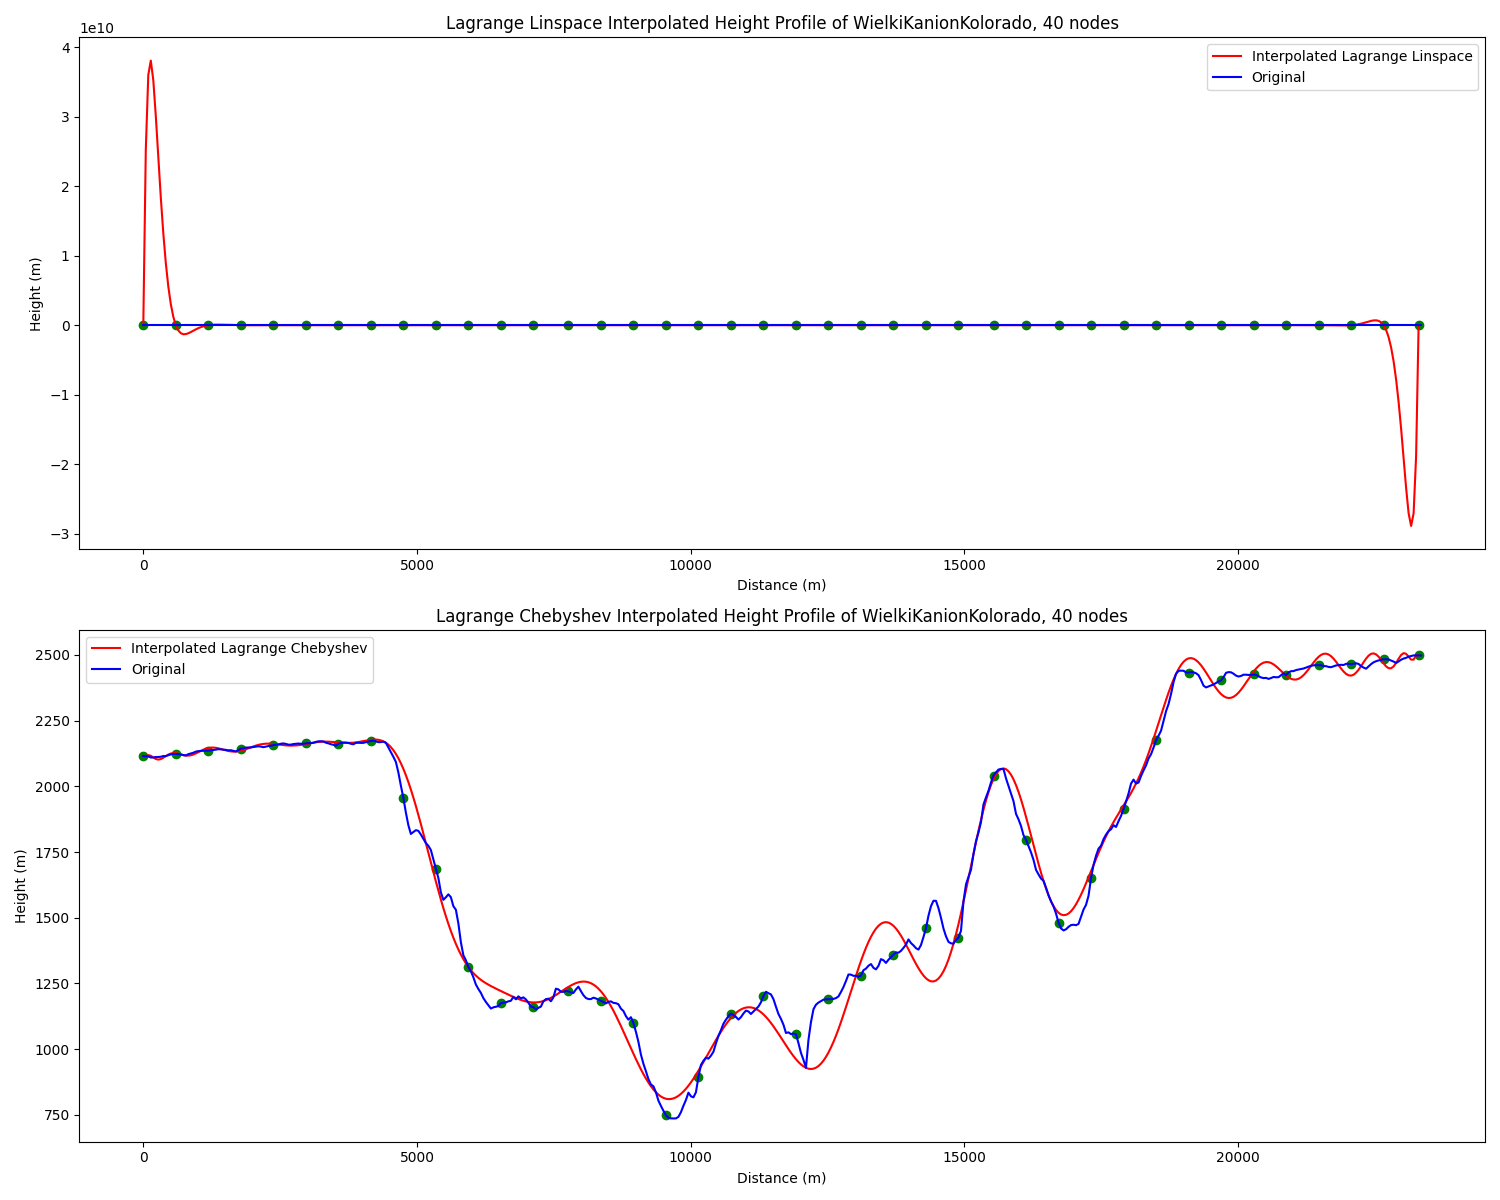 Lagrange Linspace Interpolated Height Profile of WielkiKanionKolorado, 40 nodes
1e10
Interpolated Lagrange Linspace
Original
4
3
2
1
0
−1
−2
−3
Height (m)
0 5000 10000 15000 20000
Distance (m)
Lagrange Chebyshev Interpolated Height Profile of WielkiKanionKolorado, 40 nodes
Interpolated Lagrange Chebyshev
Original
2500
2250
2000
1750
1500
1250
1000
750
Height (m)
0 5000 10000 15000 20000
Distance (m)